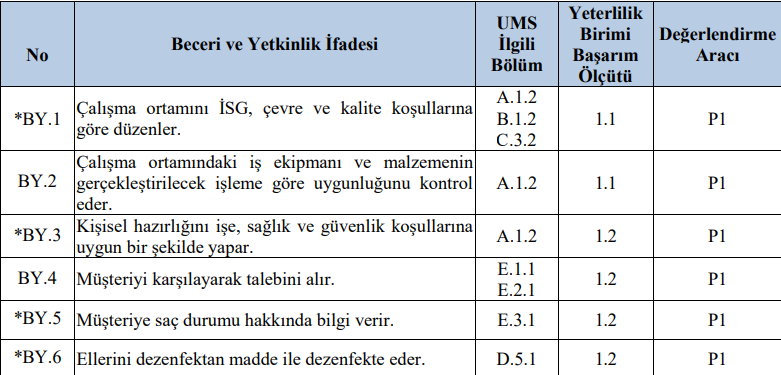 No
Beceri ve Yetkinlik İfadesi
UMS
İlgili
Bölüm
Yeterlilik
Birimi
Başarım
Ölçütü
Değerlendirme
Aracı
*BY.1
Çalışma ortamını İSG, çevre ve kalite koşullarına
göre düzenler.
A.1.2
B.1.2
C.3.2
1.1
P1
BY.2
Çalışma ortamındaki iş ekipmanı ve malzemenin
gerçekleştirilecek işleme göre uygunluğunu kontrol
eder.
A.1.2
1.1
P1
*BY.3
Kişisel hazırlığını işe, sağlık ve güvenlik koşullarına
uygun bir şekilde yapar.
A.1.2
1.2
P1
BY.4
Müşteriyi karşılayarak talebini alır.
E.1.1
E.2.1
1.2
P1
*BY.5
Müşteriye saç durumu hakkında bilgi verir.
E.3.1
1.2
P1
*BY.6
Ellerini dezenfektan madde ile dezenfekte eder.
D.5.1
1.2
P1